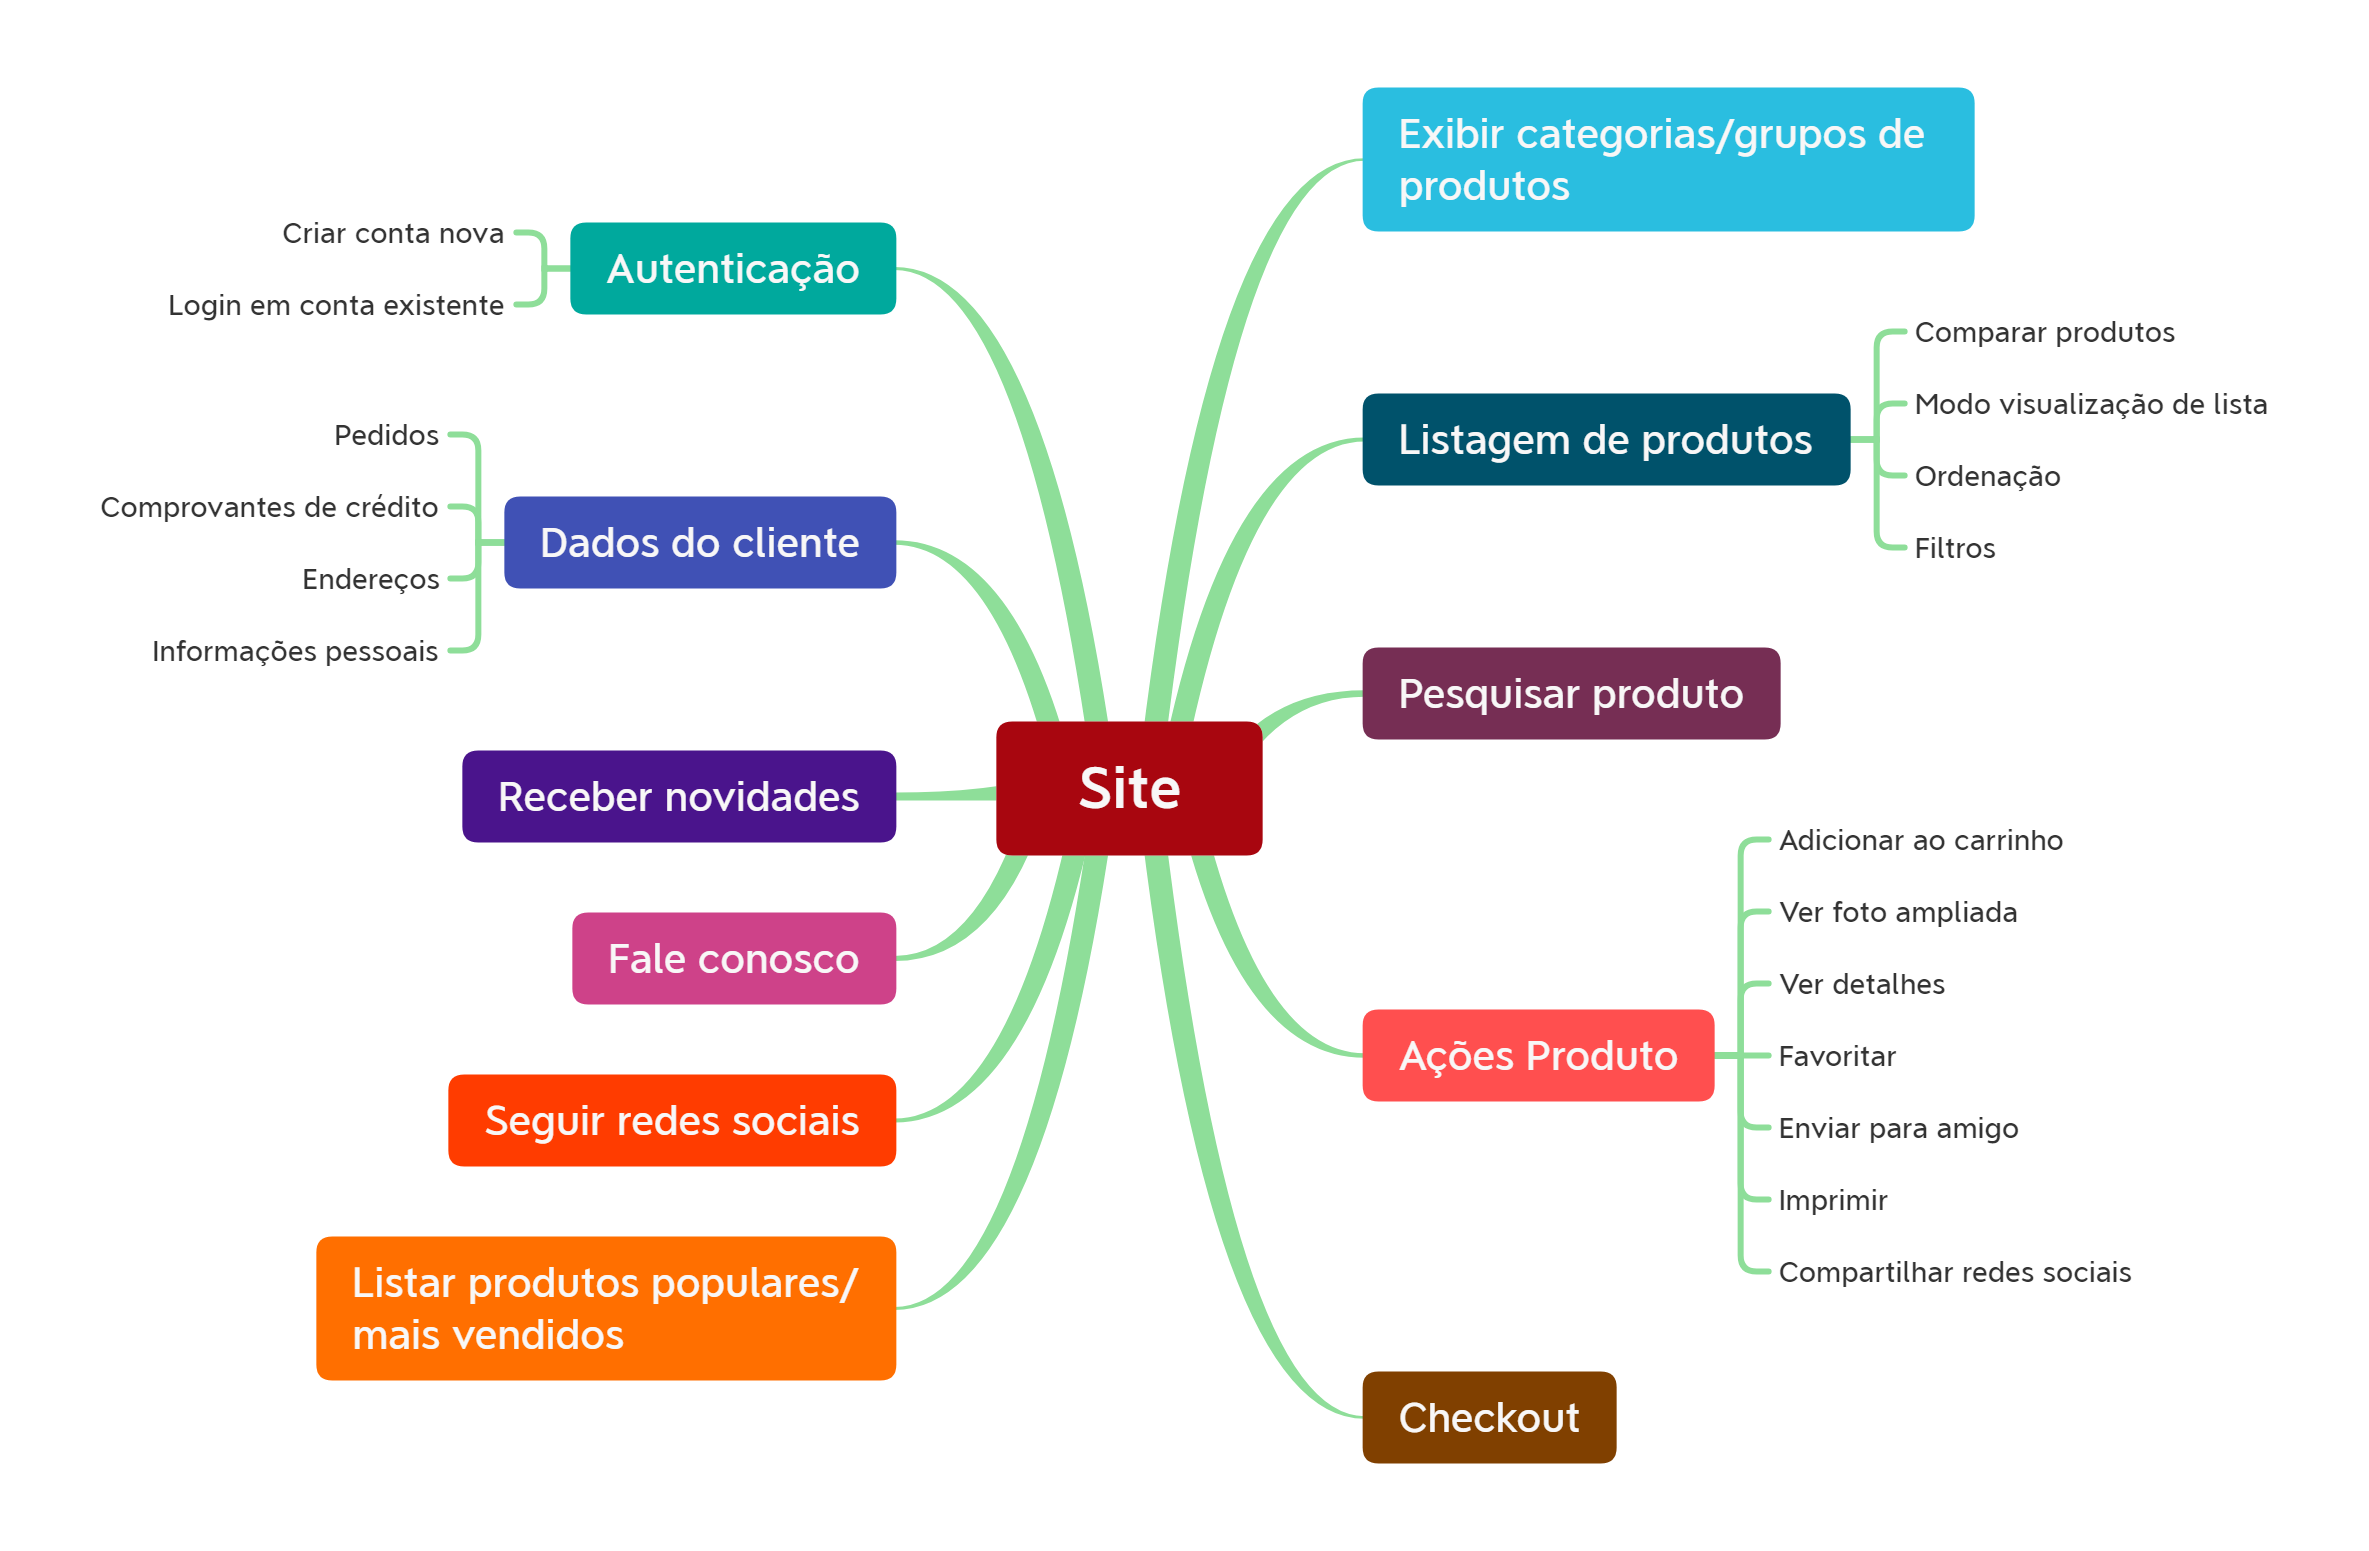 Site
Exibir categorias/grupos de
produtos
Listagem de produtos
Comparar produtos
Modo visualização de lista
Ordenação
Filtros
Pesquisar produto
Ações Produto
Adicionar ao carrinho
Ver foto ampliada
Ver detalhes
Favoritar
Enviar para amigo
Imprimir
Compartilhar redes sociais
Checkout
Autenticação
Criar conta nova
Login em conta existente
Dados do cliente
Pedidos
Comprovantes de crédito
Endereços
Informações pessoais
Receber novidades
Fale conosco
Seguir redes sociais
Listar produtos populares/
mais vendidos